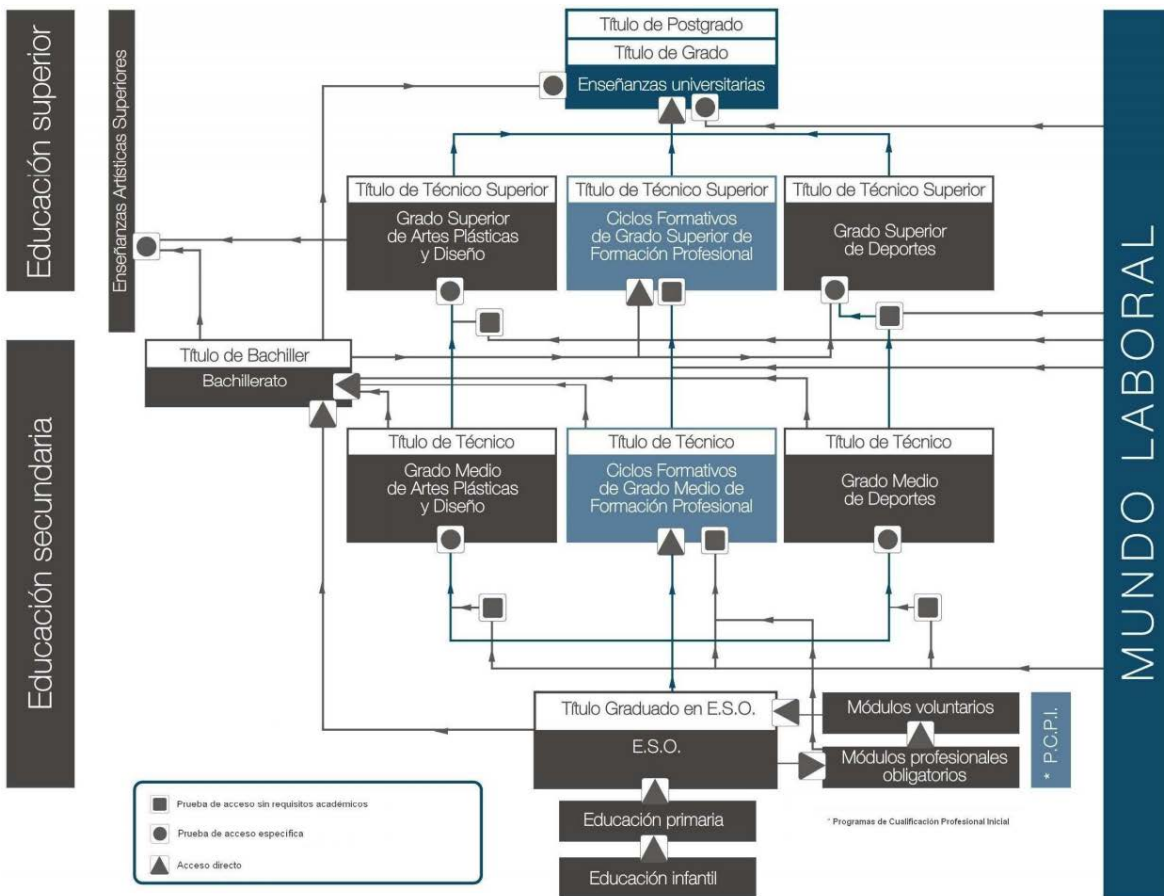 Educación superior
Educación secundaria
Enseñanzas Artísticas Superiores
Título de Postgrado
Título de Grado
Enseñanzas universitarias
Título de Técnico Superior
Grado Superior
de Artes Plásticas
y Diseño
Título de Técnico Superior
Ciclos Formativos
de Grado Superior de
Formación Profesional
Título de Técnico Superior
Grado Superior
de Deportes
Título de Bachiller
Bachillerato
Título de Técnico
Grado Medio
de Artes Plásticas
y Diseño
Título de Técnico
Ciclos Formativos
de Grado Medio de
Formación Profesional
Título de Técnico
Grado Medio
de Deportes
Título Graduado en E.S.O.
E.S.O.
Módulos voluntarios
Módulos profesionales
obligatorios
* P.C.P.I.
Educación primaria
Educación infantil
* Programas de Cualificación Profesional Inicial
Prueba de acceso sin requisitos académicos
Prueba de acceso específica
Acceso directo
MUNDO LABORAL